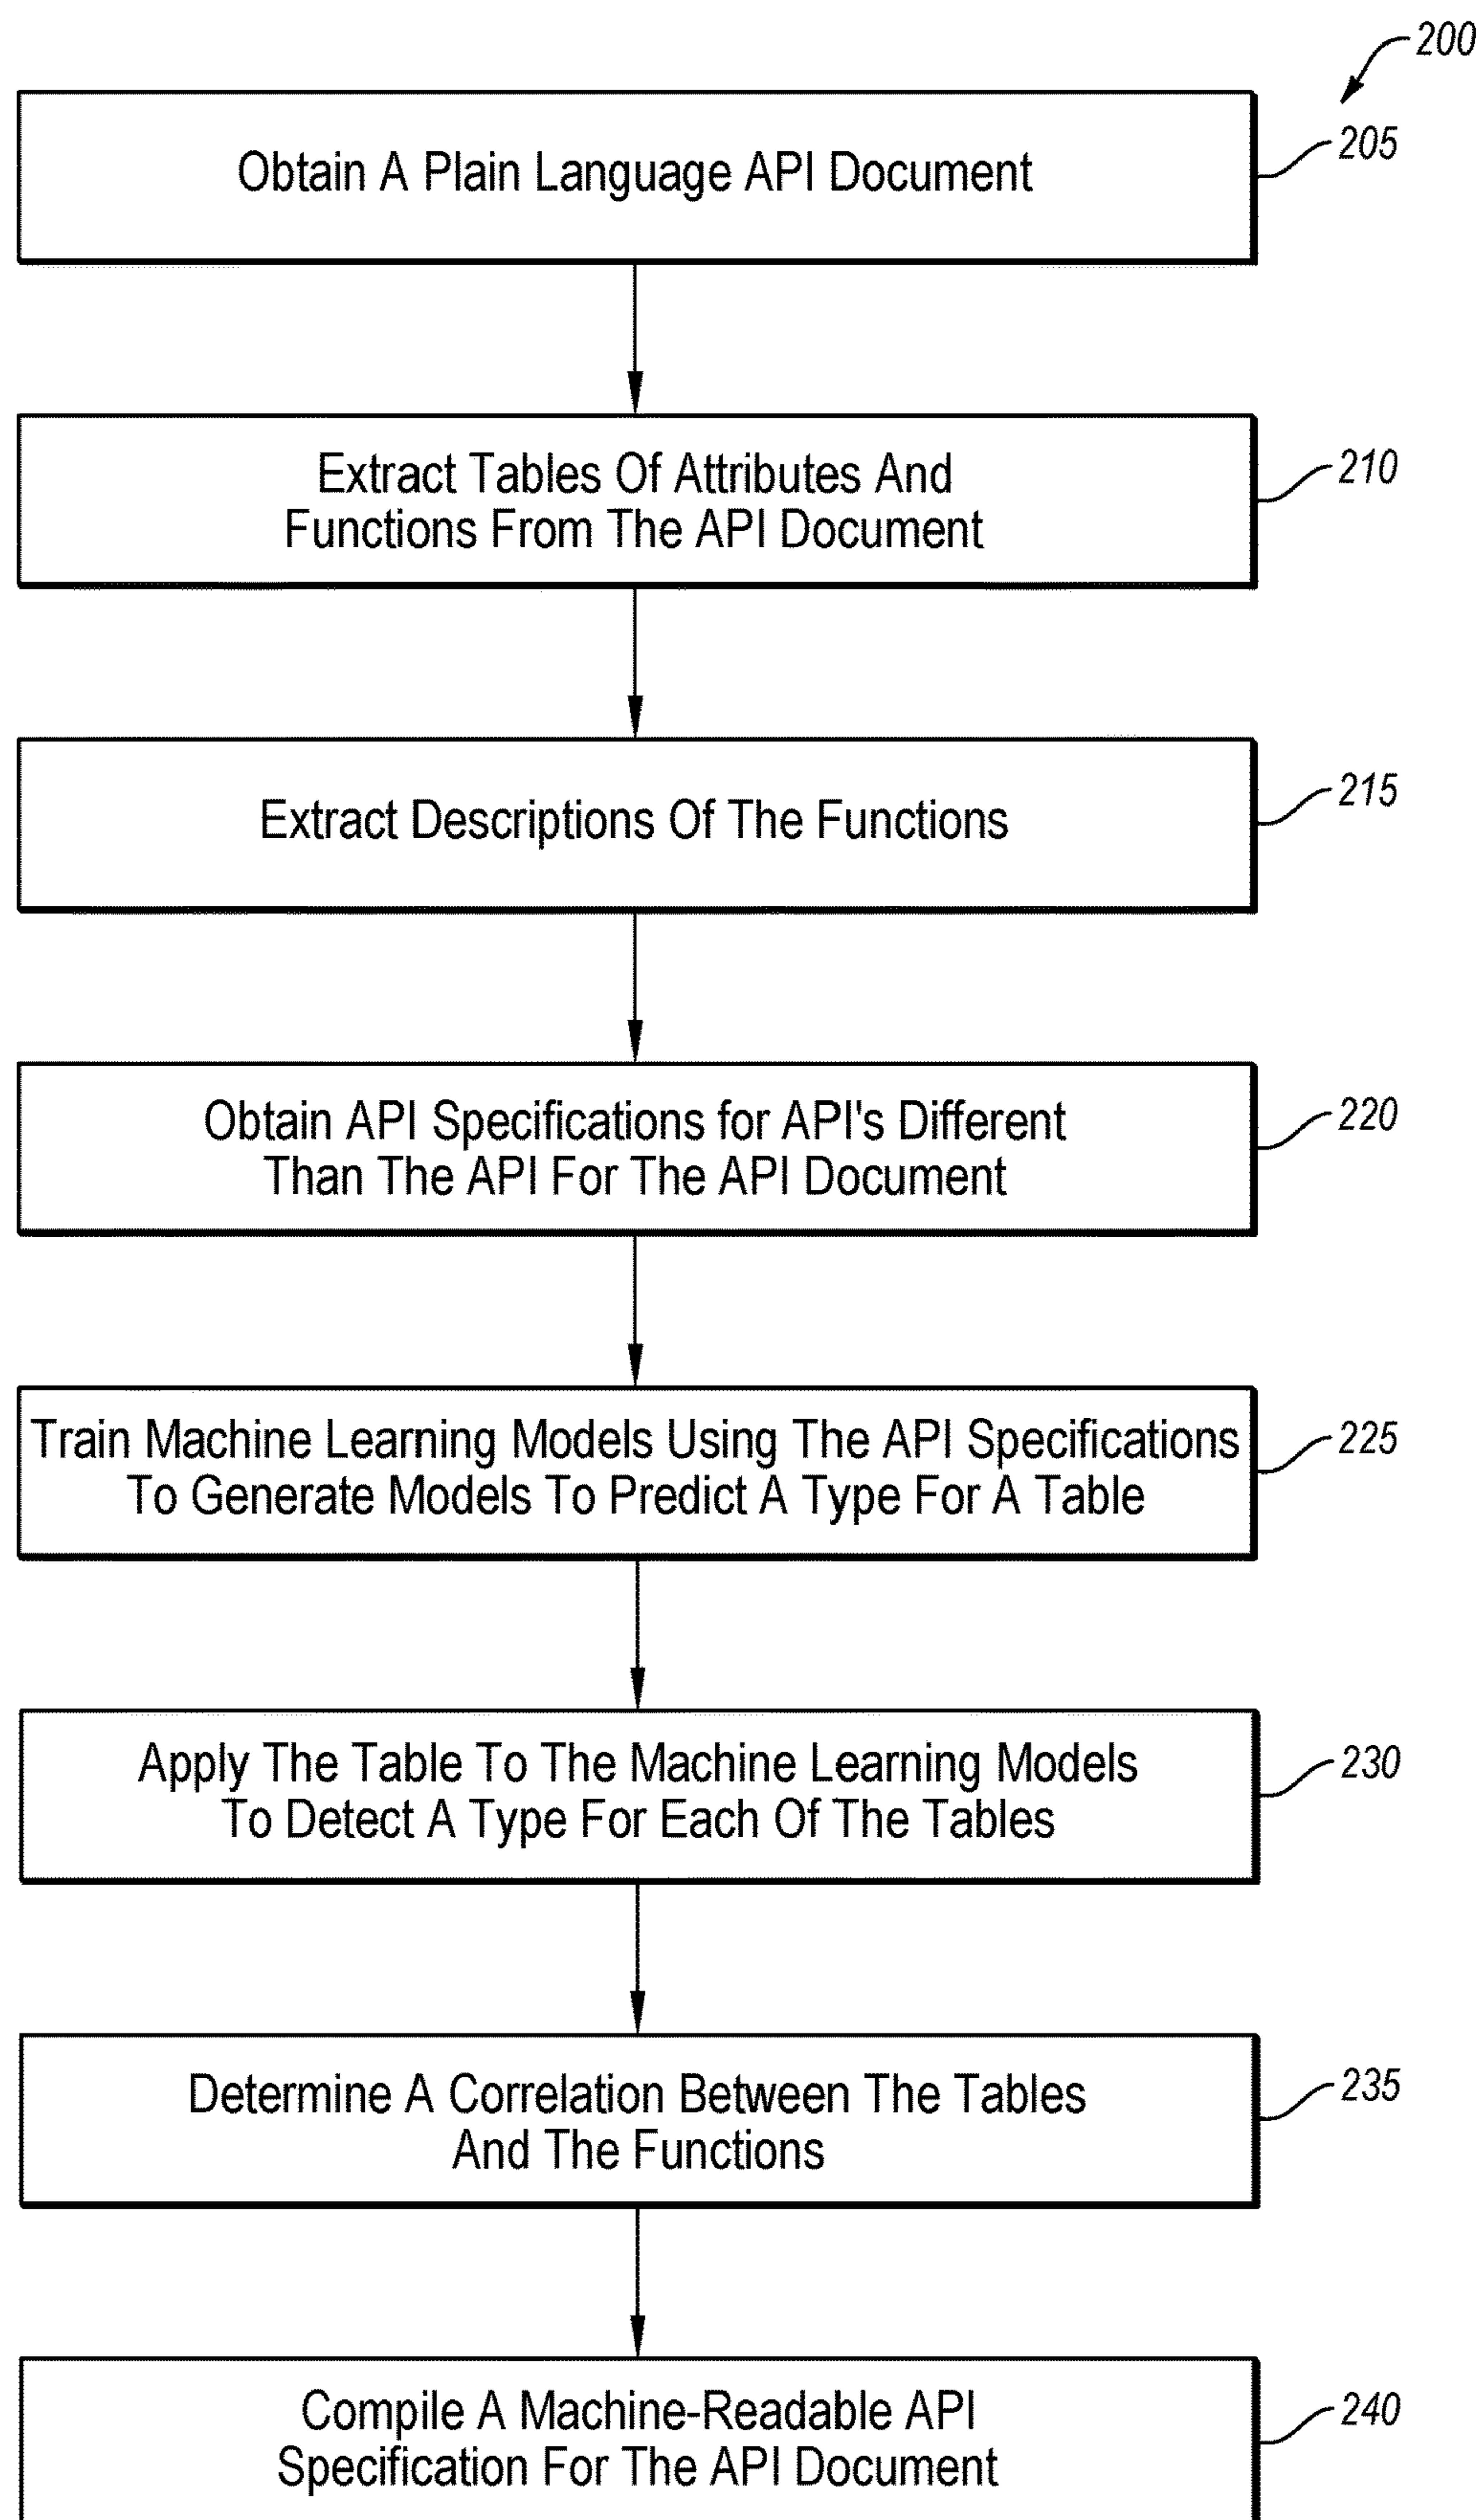 200
Obtain A Plain Language API Document
205
Extract Tables Of Attributes And
Functions From The API Document
210
Extract Descriptions Of The Functions
215
Obtain API Specifications for API's Different
Than The API For The API Document
220
Train Machine Learning Models Using The API Specifications
To Generate Models To Predict A Type For A Table
225
Apply The Table To The Machine Learning Models
To Detect A Type For Each Of The Tables
230
Determine A Correlation Between The Tables
And The Functions
235
Compile A Machine-Readable API
Specification For The API Document
240